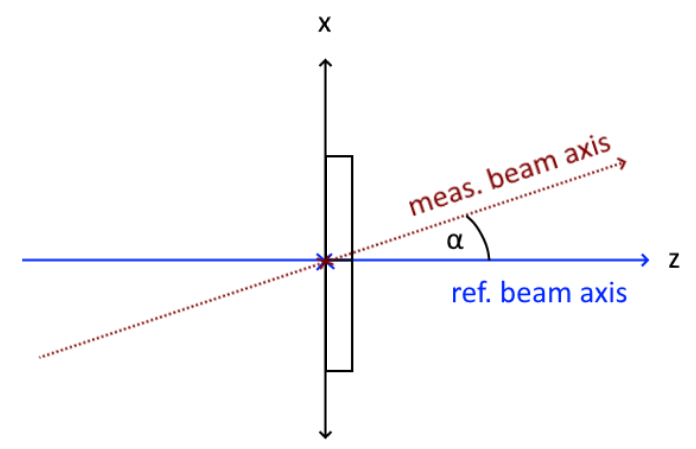 x
meas. beam axis
α
z
ref. beam axis